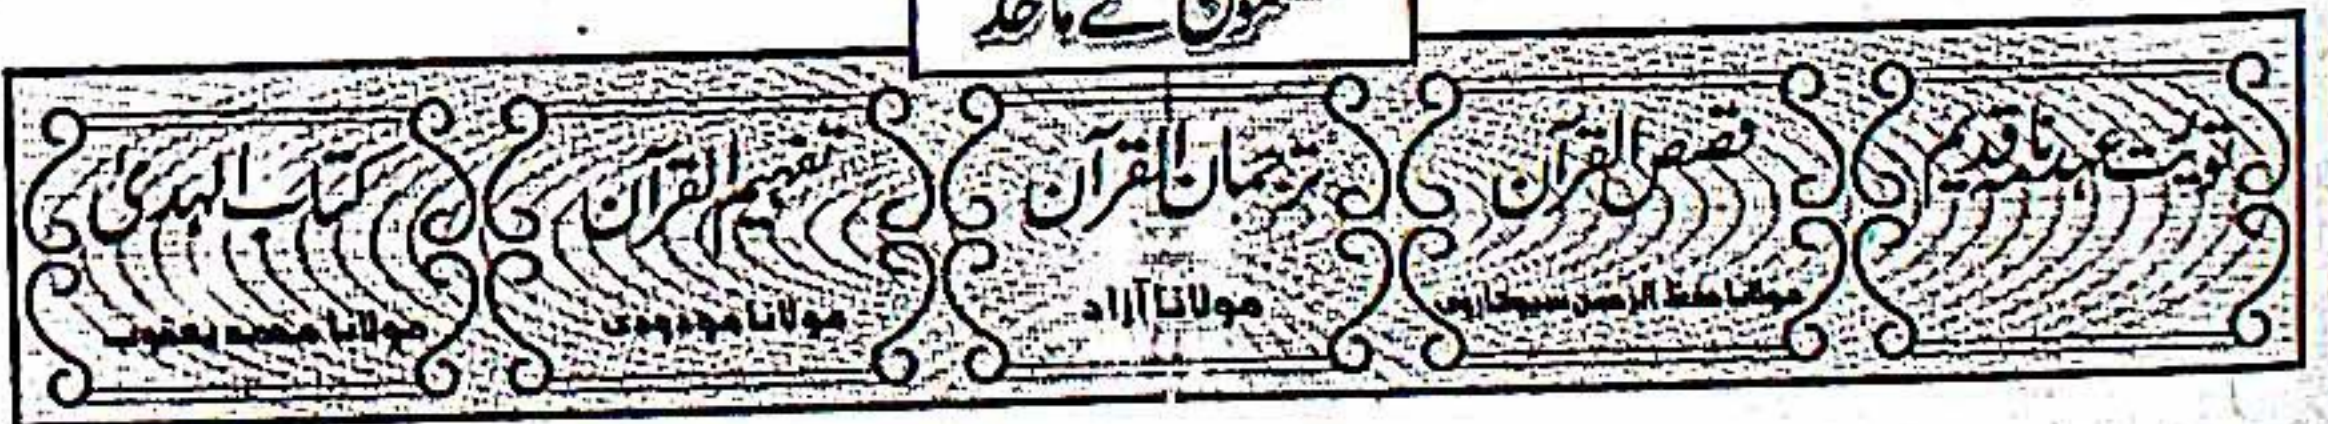 مضمون کے ماخذ
توریت عہد نامہ قدیم
قصص القرآن
مولانا حفظ الرحمن سیوہاروی
ترجمان القرآن
مولانا آزاد
تفہیم القرآن
مولانا مودودی
کتاب الہدیٰ
مولانا محمد یعقوب